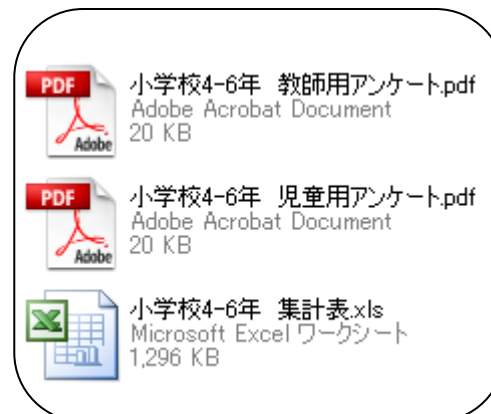 PDF
Adobe
小学校4-6年 教師用アンケート.pdf
Adobe Acrobat Document
20 KB
PDF
Adobe
小学校4-6年 児童用アンケート.pdf
Adobe Acrobat Document
20 KB
小学校4-6年 集計表.xls
Microsoft Excel ワークシート
1,296 KB